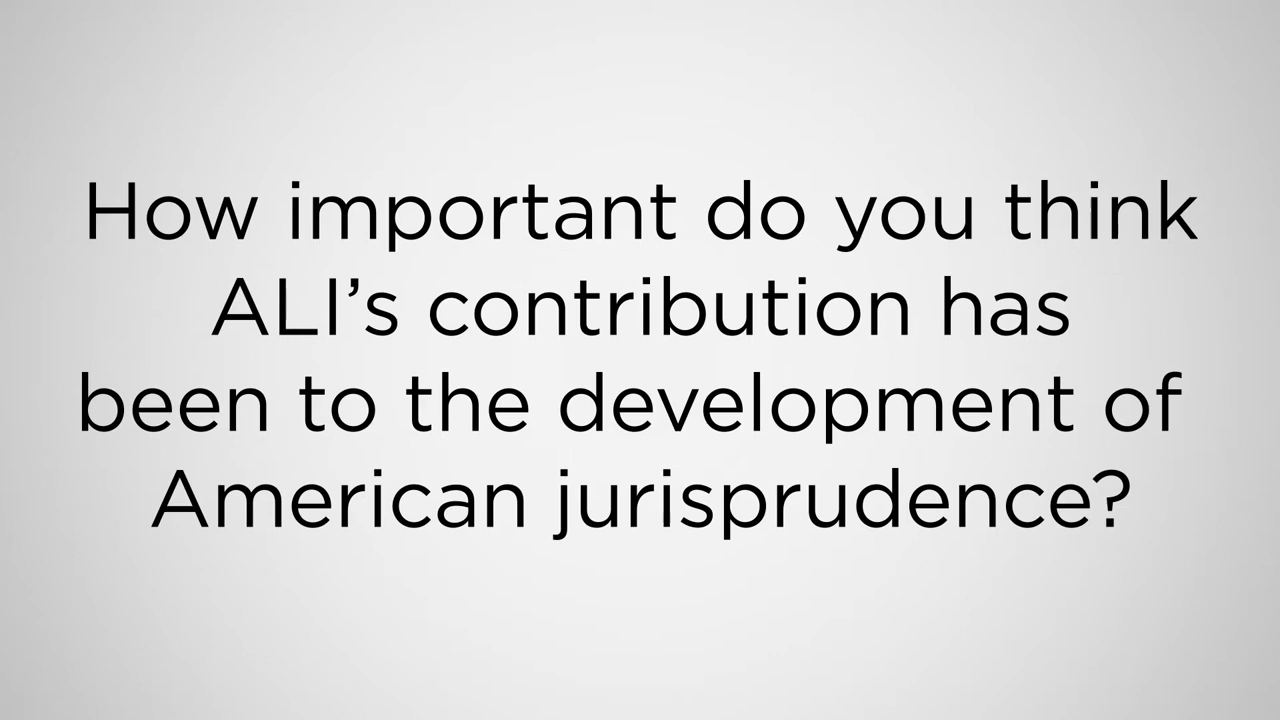 How important do you think
ALI’s contribution has
been to the development of
American jurisprudence?